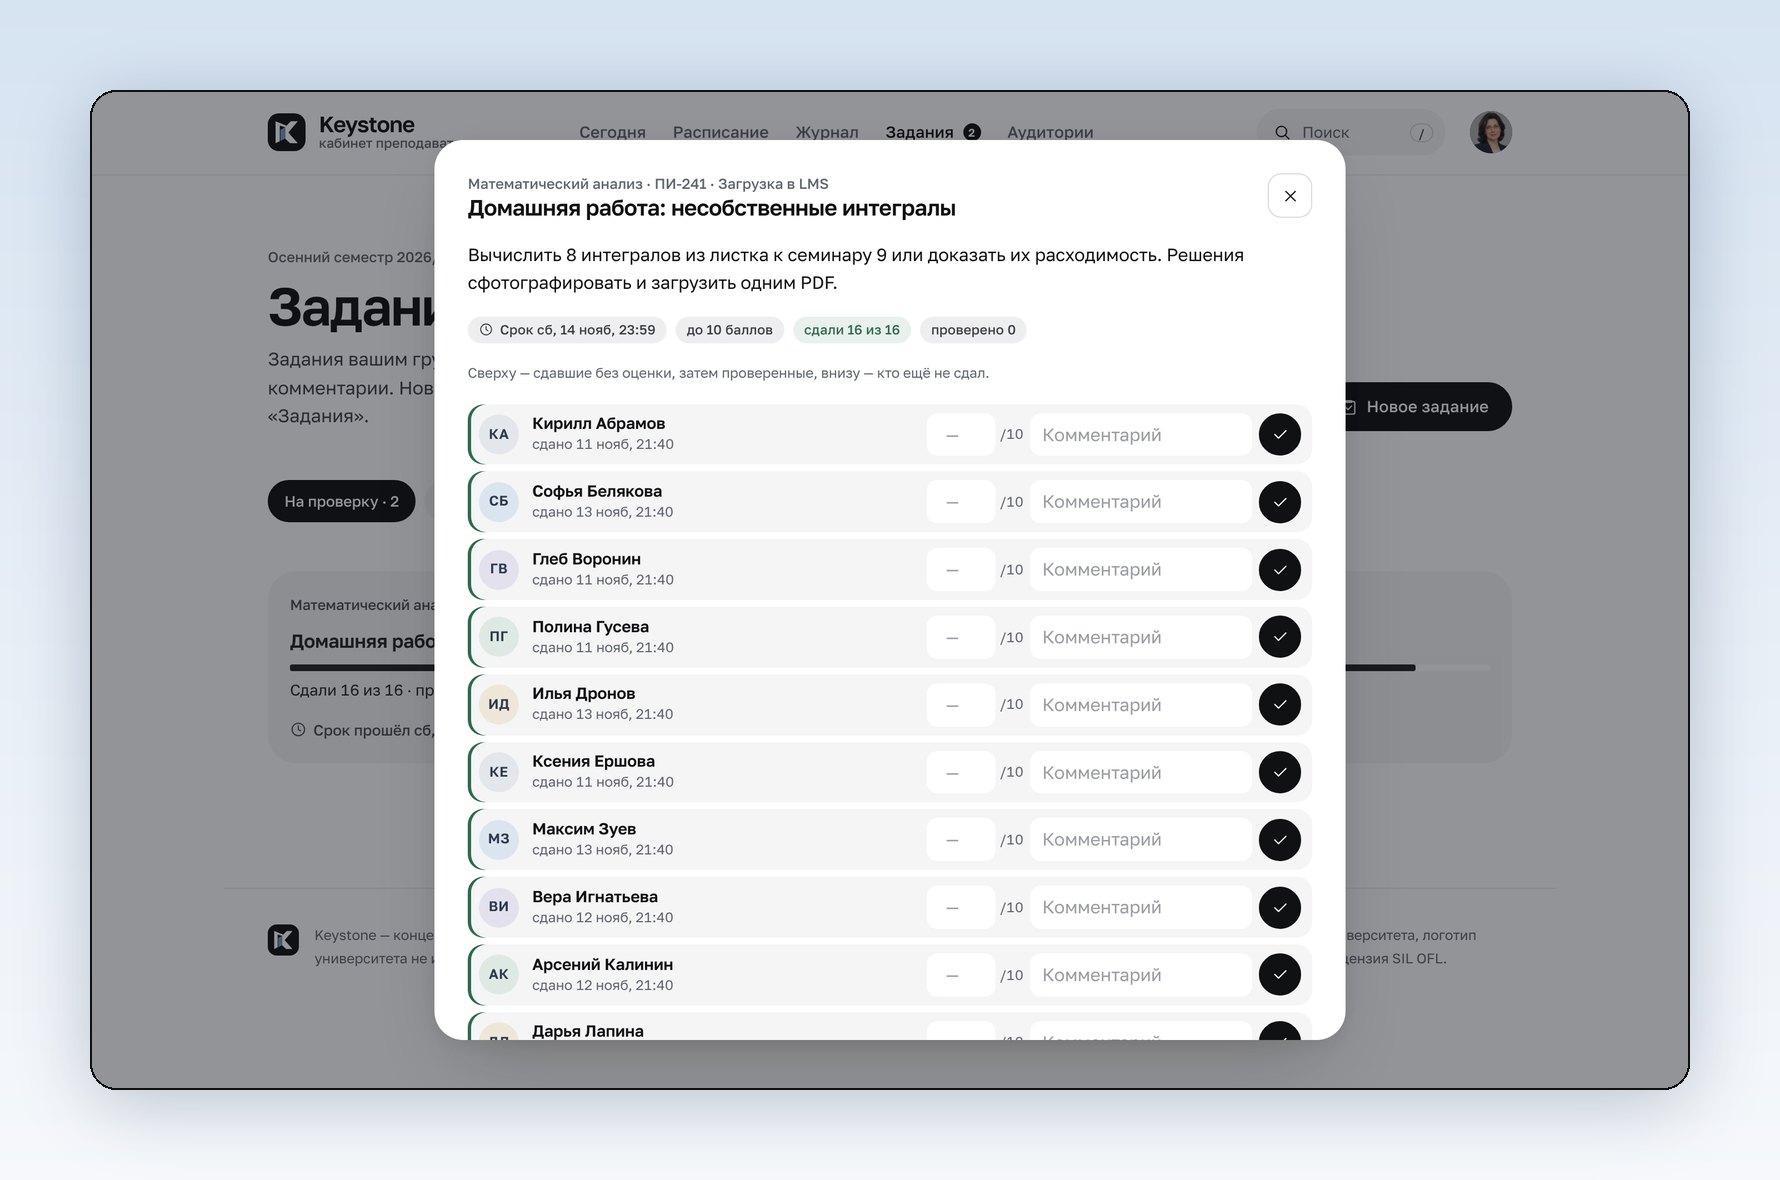 Keystone
кабинет преподават
Сегодня Расписание Журнал Задания 2 Аудитории
Поиск /
Математический анализ · ПИ-241 · Загрузка в LMS
Домашняя работа: несобственные интегралы
Вычислить 8 интегралов из листка к семинару 9 или доказать их расходимость. Решения
сфотографировать и загрузить одним PDF.
Срок сб, 14 нояб, 23:59 до 10 баллов сдали 16 из 16 проверено 0
Сверху — сдавшие без оценки, затем проверенные, внизу — кто ещё не сдал.
КА Кирилл Абрамов — /10 Комментарий
сдано 11 нояб, 21:40
СБ Софья Белякова — /10 Комментарий
сдано 13 нояб, 21:40
ГВ Глеб Воронин — /10 Комментарий
сдано 11 нояб, 21:40
ПГ Полина Гусева — /10 Комментарий
сдано 11 нояб, 21:40
ИД Илья Дронов — /10 Комментарий
сдано 13 нояб, 21:40
КЕ Ксения Ершова — /10 Комментарий
сдано 11 нояб, 21:40
МЗ Максим Зуев — /10 Комментарий
сдано 13 нояб, 21:40
ВИ Вера Игнатьева — /10 Комментарий
сдано 12 нояб, 21:40
АК Арсений Калинин — /10 Комментарий
сдано 12 нояб, 21:40
Дарья Лапина
Осенний семестр 2026
Задани
Задания вашим гру
комментарии. Нов
«Задания».
Новое задание
На проверку · 2
Математический ана
Домашняя рабо
Сдали 16 из 16 · пр
Срок прошёл сб,
Keystone — конце
университета не
верситета, логотип
ензия SIL OFL.